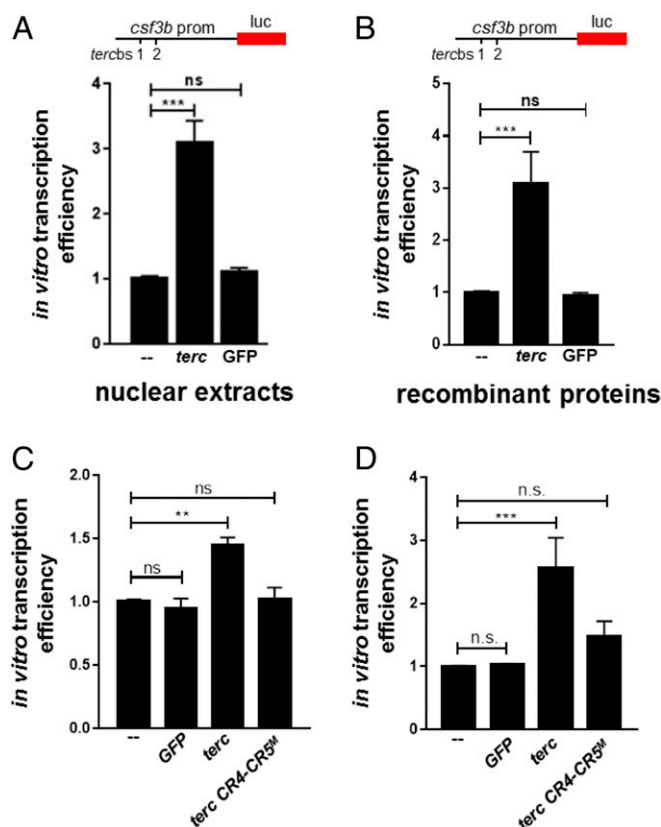 A
csf3b prom
luc
tercbs 1 2
ns
***
in vitro transcription
efficiency
4
3
2
1
0
-- terc GFP
nuclear extracts
B
csf3b prom
luc
tercbs 1 2
ns
***
in vitro transcription
efficiency
5
4
3
2
1
0
-- terc GFP
recombinant proteins
C
ns
**
ns
in vitro transcription
efficiency
2.0
1.5
1.0
0.5
0.0
-- GFP terc terc CR4-CR5ᴹ
D
n.s.
***
n.s.
in vitro transcription
efficiency
4
3
2
1
0
-- GFP terc terc CR4-CR5ᴹ